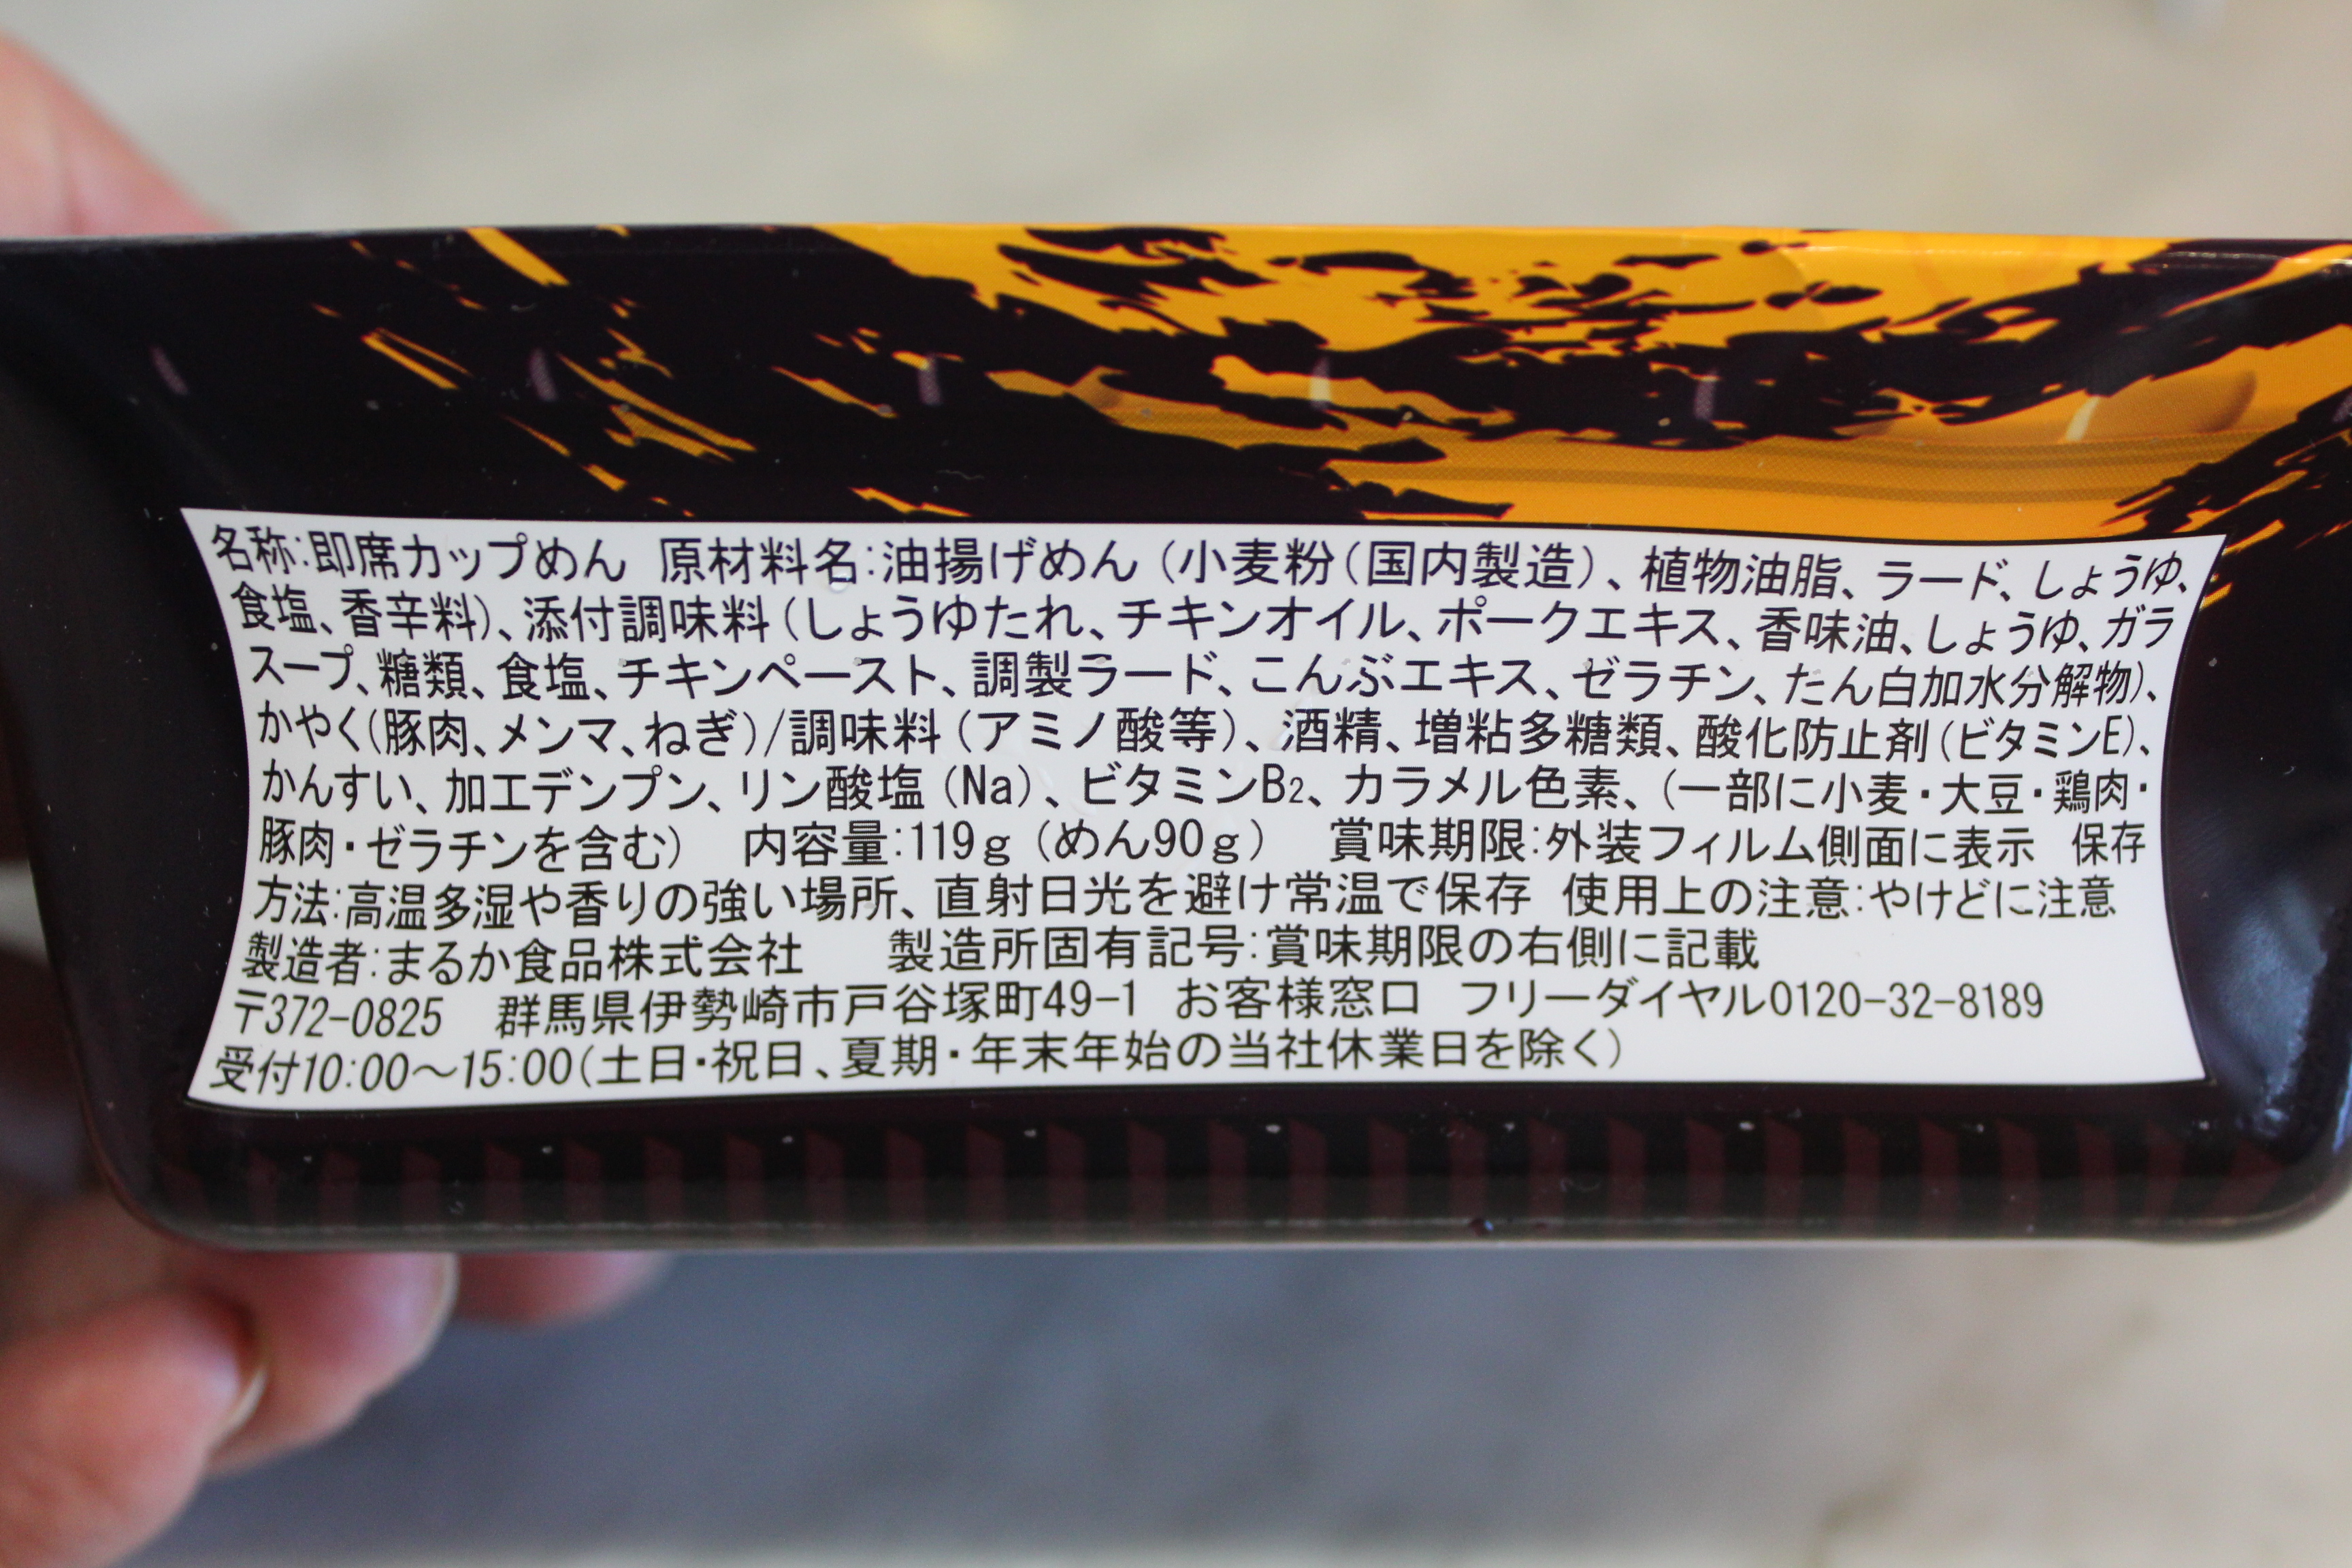 名称:即席カップめん 原材料名:油揚げめん(小麦粉(国内製造)、植物油脂、ラード、しょうゆ、
食塩、香辛料)、添付調味料(しょうゆたれ、チキンオイル、ポークエキス、香味油、しょうゆ、ガラ
スープ、糖類、食塩、チキンペースト、調製ラード、こんぶエキス、ゼラチン、たん白加水分解物)、
かやく(豚肉、メンマ、ねぎ)/調味料(アミノ酸等)、酒精、増粘多糖類、酸化防止剤(ビタミンE)、
かんすい、加工デンプン、リン酸塩(Na)、ビタミンB2、カラメル色素、(一部に小麦・大豆・鶏肉・
豚肉・ゼラチンを含む) 内容量:119g(めん90g) 賞味期限:外装フィルム側面に表示 保存
方法:高温多湿や香りの強い場所、直射日光を避け常温で保存 使用上の注意:やけどに注意
製造者:まるか食品株式会社 製造所固有記号:賞味期限の右側に記載
〒372-0825 群馬県伊勢崎市戸谷塚町49-1 お客様窓口 フリーダイヤル0120-32-8189
受付10:00〜15:00(土日・祝日、夏期・年末年始の当社休業日を除く)